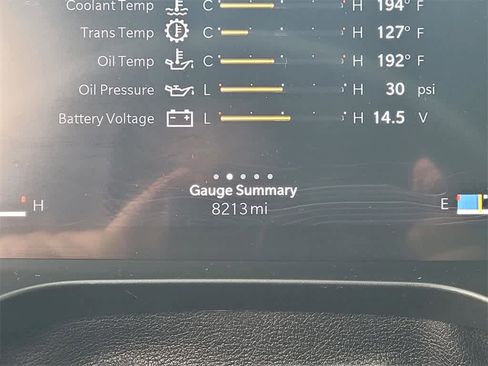 Coolant Temp C H 194° F
Trans Temp C H 127° F
Oil Temp C H 192° F
Oil Pressure L H 30 psi
Battery Voltage L H 14.5 V
Gauge Summary
8213 mi
H E